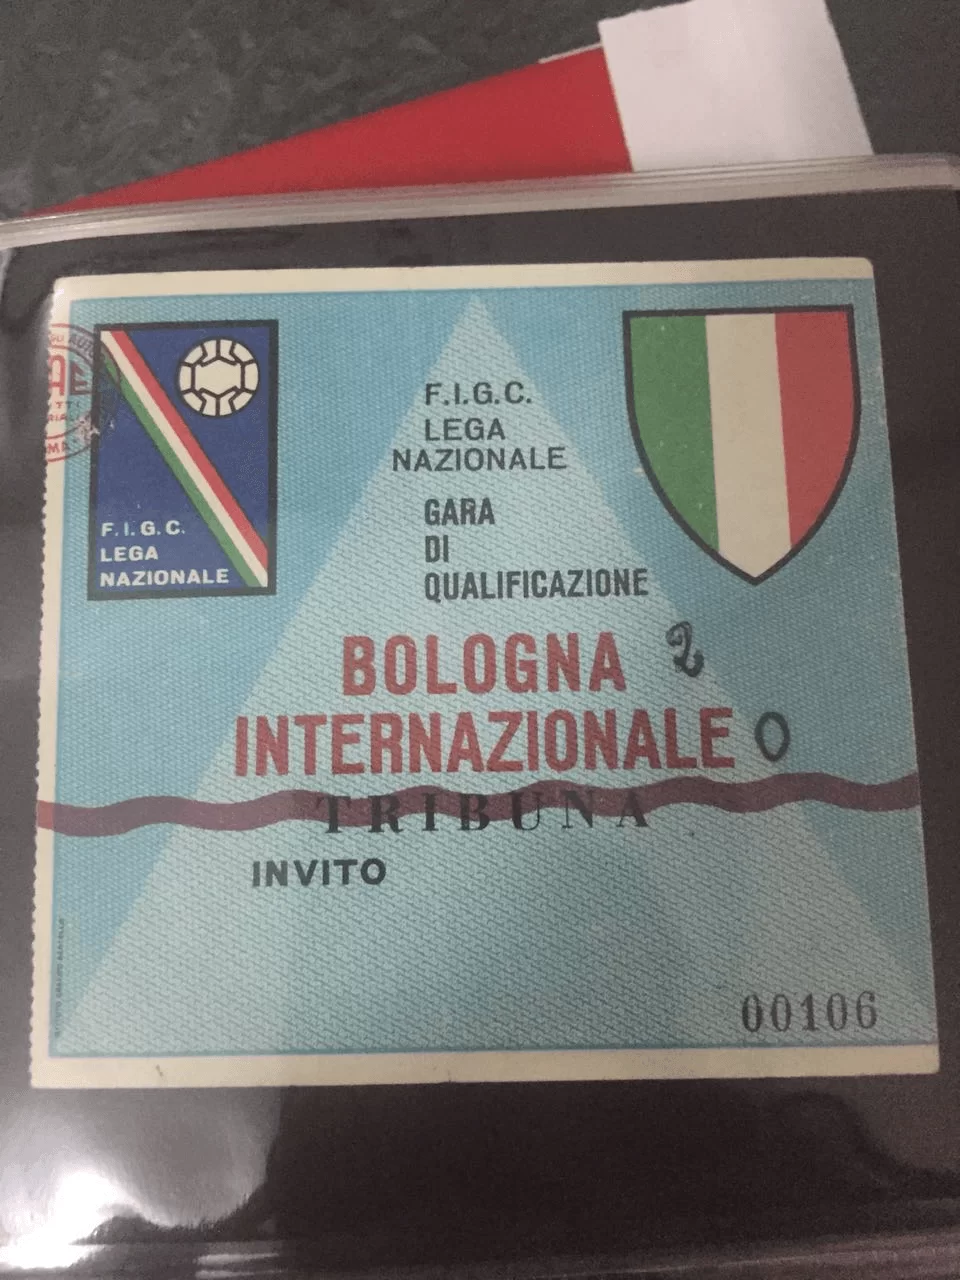 F.I.G.C.
LEGA
NAZIONALE
F.I.G.C.
LEGA
NAZIONALE
GARA
DI
QUALIFICAZIONE
BOLOGNA 2
INTERNAZIONALE 0
TRIBUNA
INVITO
00106